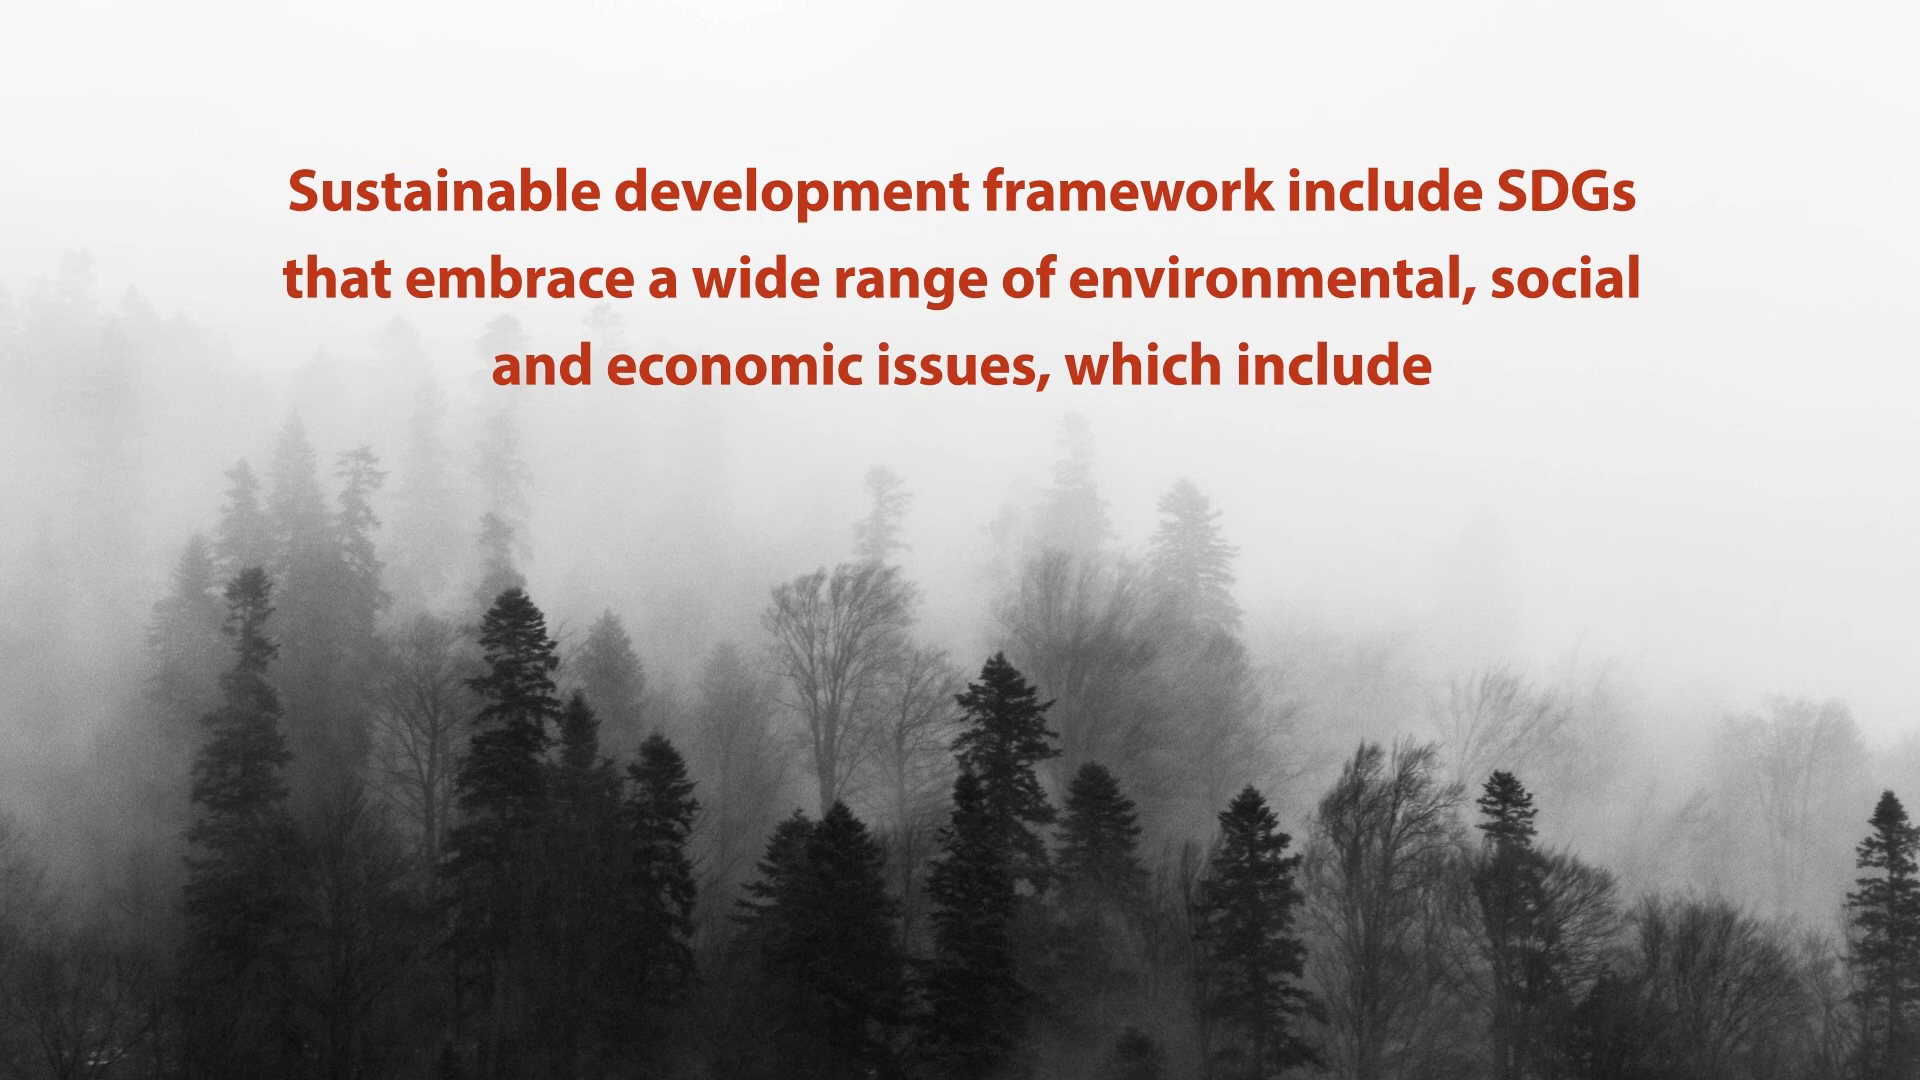 Sustainable development framework include SDGs
that embrace a wide range of environmental, social
and economic issues, which include